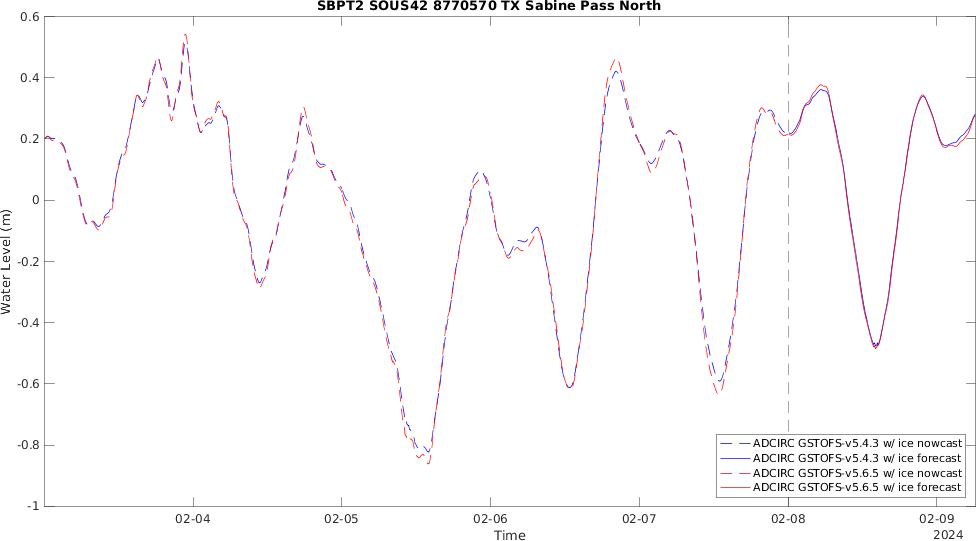 SBPT2 SOUS42 8770570 TX Sabine Pass North
0.6
0.4
0.2
0
-0.2
-0.4
-0.6
-0.8
-1
Water Level (m)
02-04
02-05
02-06
02-07
02-08
02-09
Time
2024
ADCIRC GSTOFS-v5.4.3 w/ ice nowcast
ADCIRC GSTOFS-v5.4.3 w/ ice forecast
ADCIRC GSTOFS-v5.6.5 w/ ice nowcast
ADCIRC GSTOFS-v5.6.5 w/ ice forecast